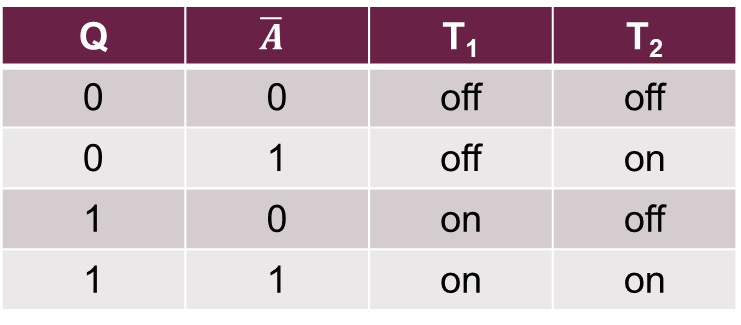 Q A̅ T₁ T₂
0 0 off off
0 1 off on
1 0 on off
1 1 on on